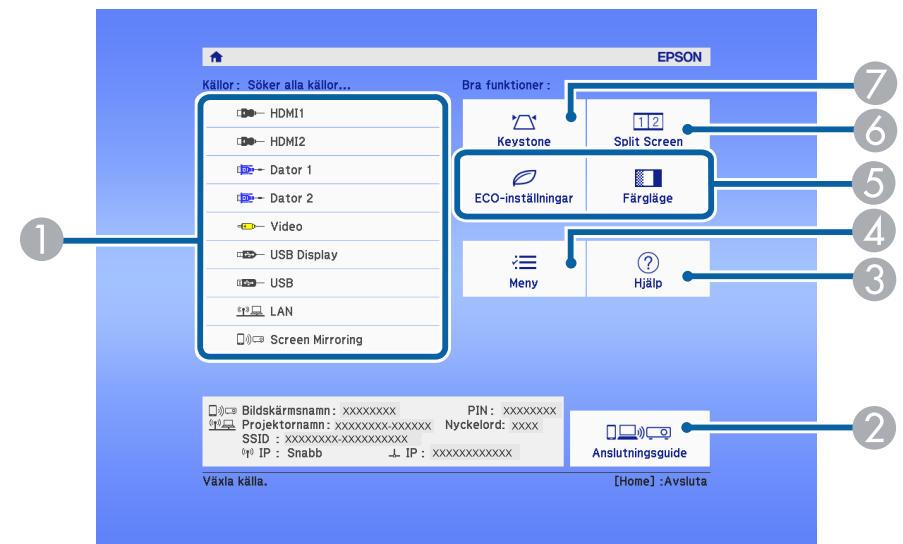 EPSON
Källor : Söker alla källor...
HDMI1
HDMI2
Dator 1
Dator 2
Video
USB Display
USB
LAN
Screen Mirroring
Bra funktioner :
Keystone
1 2
Split Screen
ECO-inställningar
Färgläge
Meny
?
Hjälp
Bildskärmsnamn : XXXXXXXX PIN : XXXXXXXX
Projektornamn : XXXXXXXX-XXXXXX Nyckelord: XXXX
SSID : XXXXXXXX-XXXXXXXXXX
IP : Snabb IP : XXXXXXXXXXXX
Anslutningsguide
Växla källa. [Home] :Avsluta
1
7
6
5
4
3
2